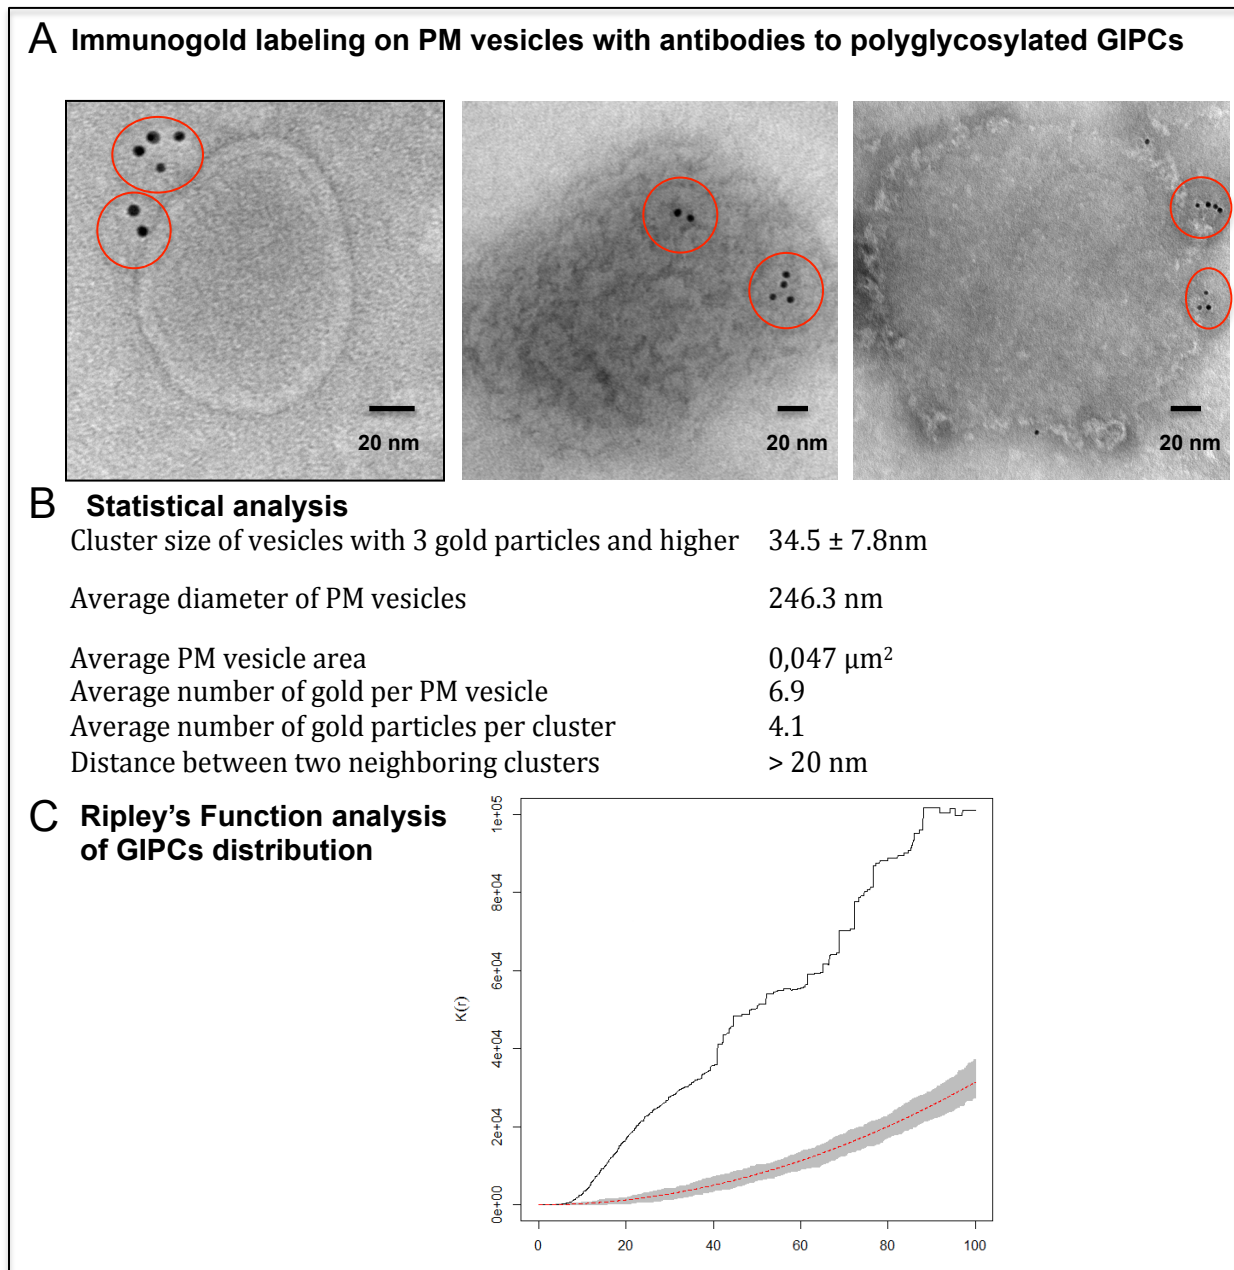 A Immunogold labeling on PM vesicles with antibodies to polyglycosylated GIPCs
20 nm
20 nm
20 nm
B Statistical analysis
Cluster size of vesicles with 3 gold particles and higher 34.5 ± 7.8nm
Average diameter of PM vesicles 246.3 nm
Average PM vesicle area 0,047 μm²
Average number of gold per PM vesicle 6.9
Average number of gold particles per cluster 4.1
Distance between two neighboring clusters > 20 nm
C Ripley's Function analysis
of GIPCs distribution
K(r)
1e+05
8e+04
6e+04
4e+04
2e+04
0e+00
0 20 40 60 80 100